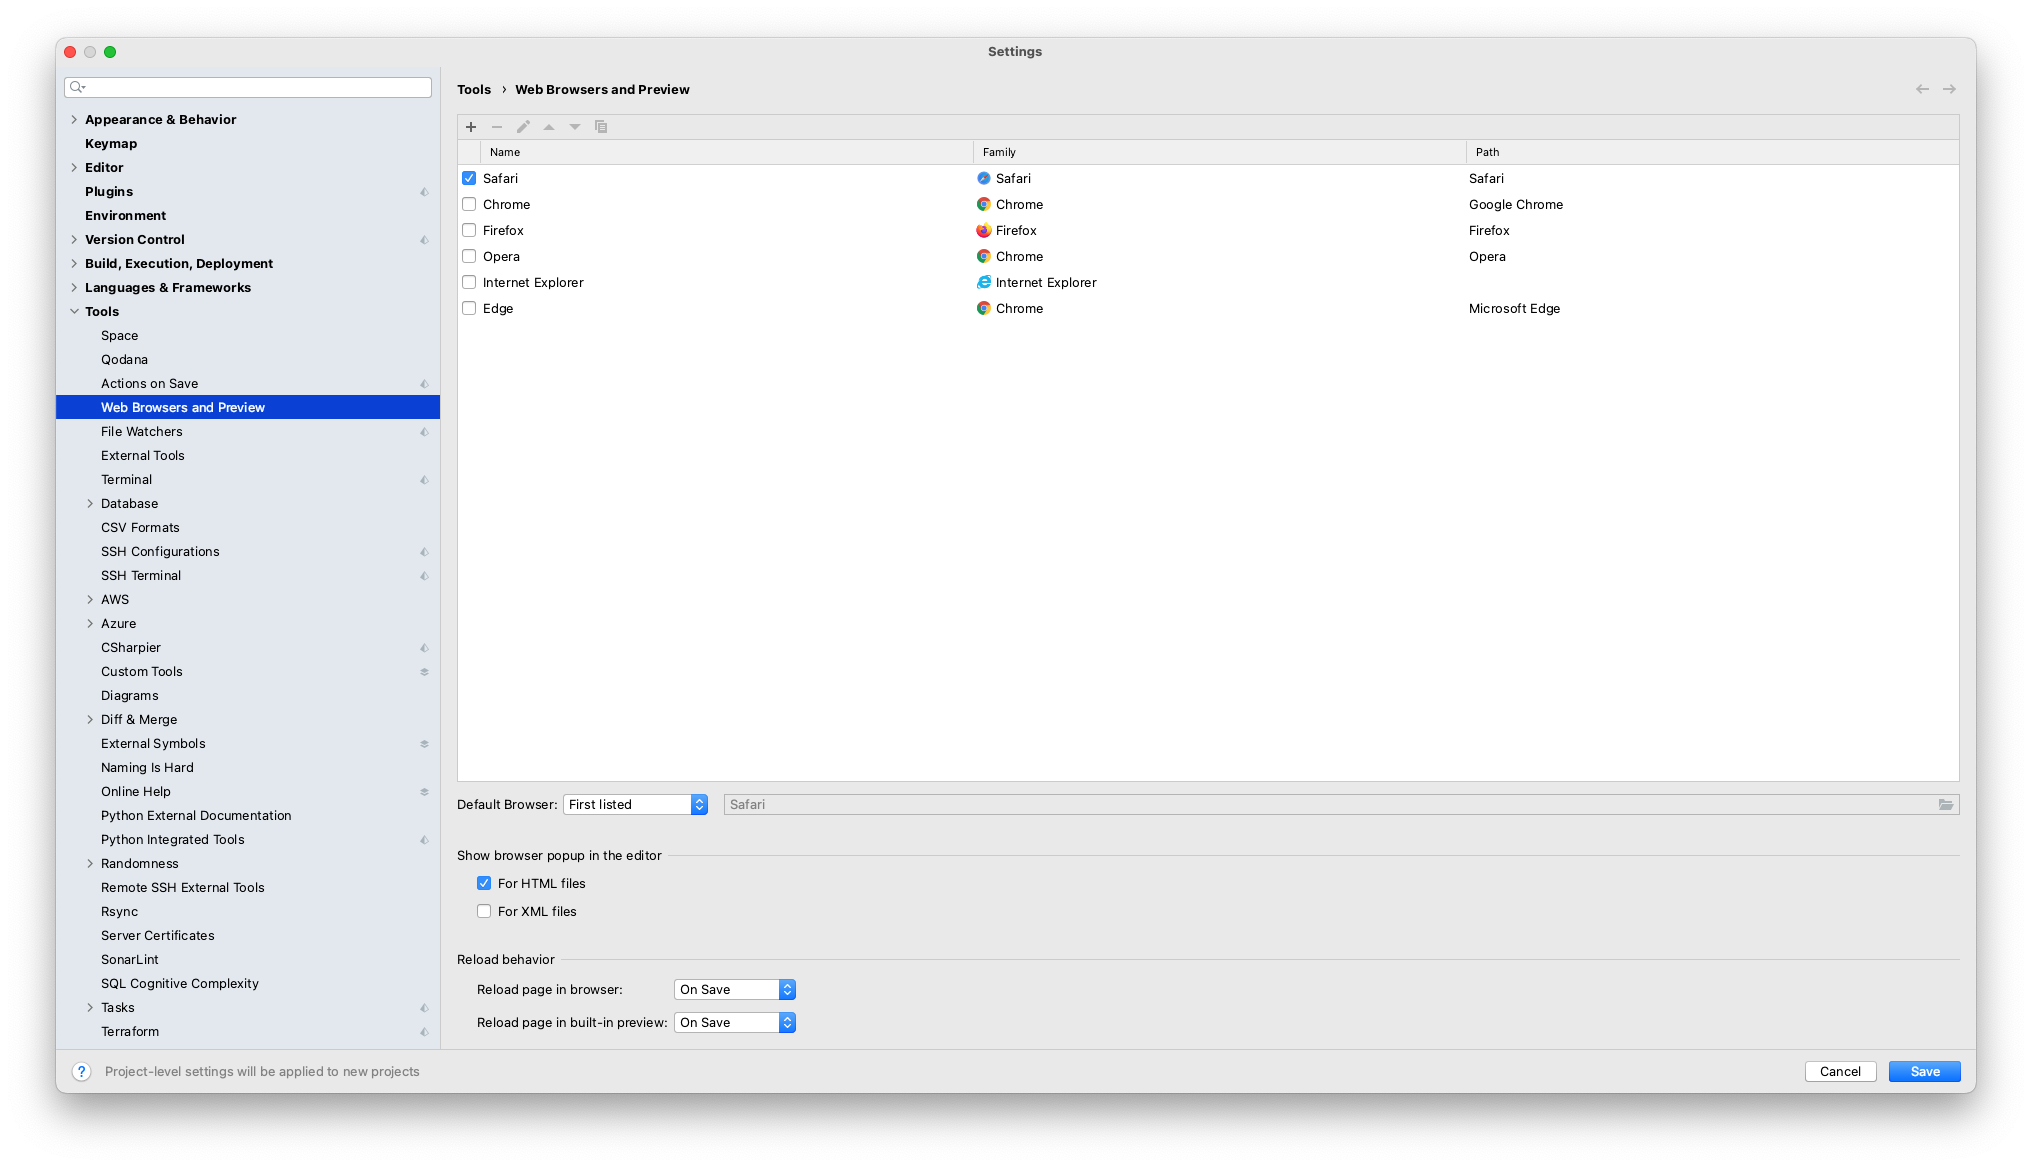 Settings
Tools › Web Browsers and Preview
Appearance & Behavior
Keymap
Editor
Plugins
Environment
Version Control
Build, Execution, Deployment
Languages & Frameworks
Tools
Space
Qodana
Actions on Save
Web Browsers and Preview
File Watchers
External Tools
Terminal
Database
CSV Formats
SSH Configurations
SSH Terminal
AWS
Azure
CSharpier
Custom Tools
Diagrams
Diff & Merge
External Symbols
Naming Is Hard
Online Help
Python External Documentation
Python Integrated Tools
Randomness
Remote SSH External Tools
Rsync
Server Certificates
SonarLint
SQL Cognitive Complexity
Tasks
Terraform
Name Family Path
Safari Safari Safari
Chrome Chrome Google Chrome
Firefox Firefox Firefox
Opera Chrome Opera
Internet Explorer Internet Explorer
Edge Chrome Microsoft Edge
Default Browser: First listed Safari
Show browser popup in the editor
For HTML files
For XML files
Reload behavior
Reload page in browser: On Save
Reload page in built-in preview: On Save
? Project-level settings will be applied to new projects
Cancel Save